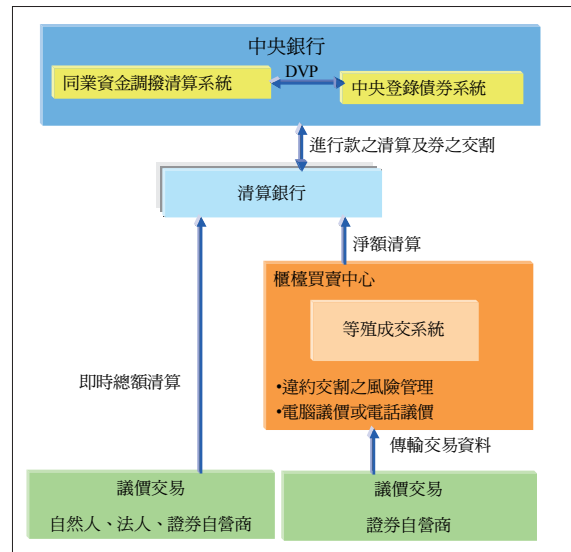 中央銀行
DVP
同業資金調撥清算系統
中央登錄債券系統
進行款之清算及券之交割
清算銀行
淨額清算
櫃檯買賣中心
等殖成交系統
即時總額清算
•違約交割之風險管理
•電腦議價或電話議價
傳輸交易資料
議價交易
自然人、法人、證券自營商
議價交易
證券自營商